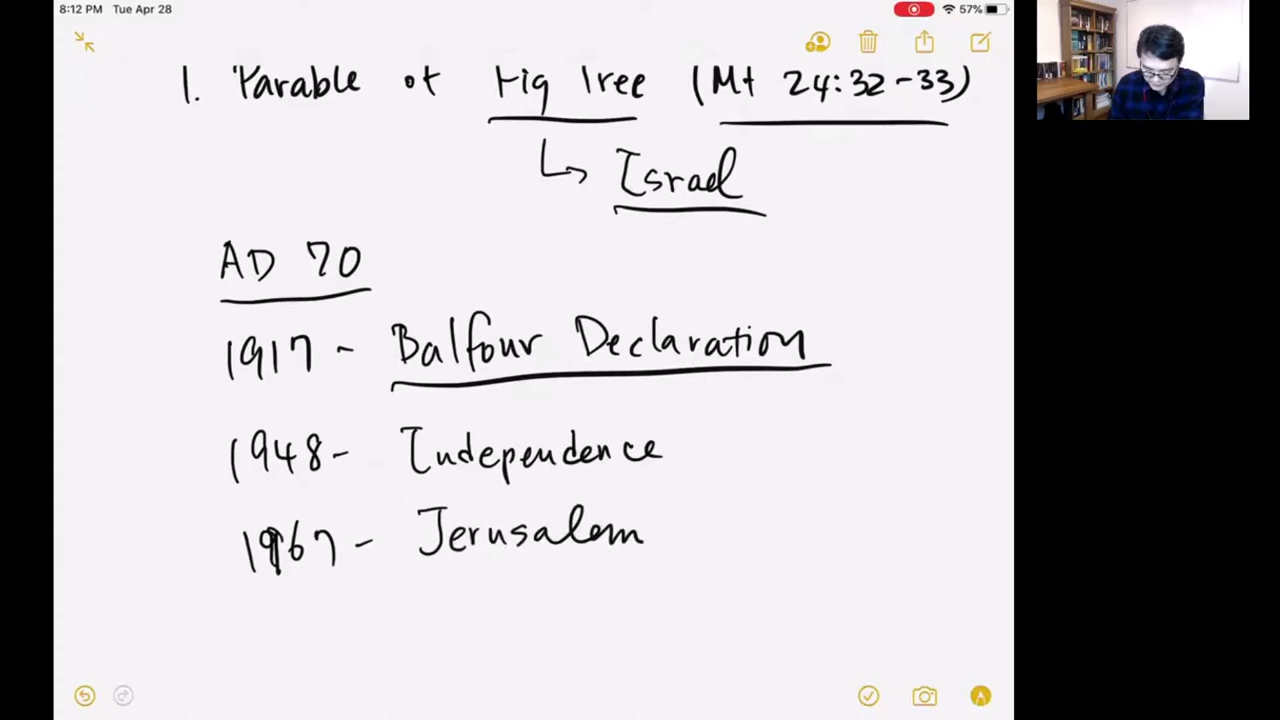 8:12 PM Tue Apr 28
57%
1. Parable of Fig Tree (Mt 24:32-33)
↳ Israel
AD 70
1917 - Balfour Declaration
1948 - Independence
1967 - Jerusalem